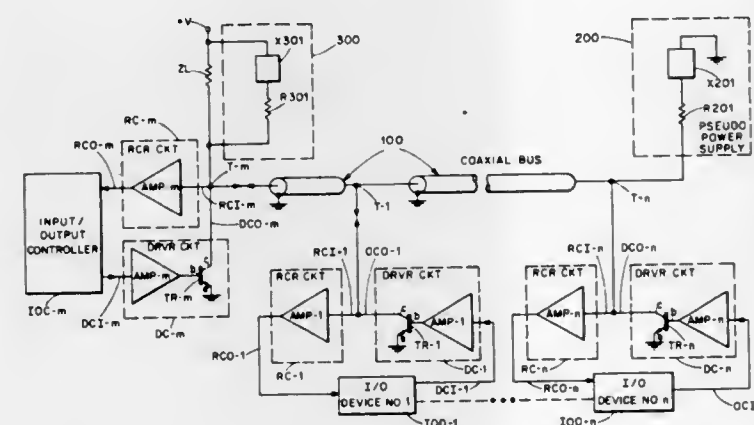 +V
300
X301
ZL
R301
200
X201
R201
PSEUDO
POWER
SUPPLY
RC-m
RCO-m
RCR CKT
AMP-m
T-m
RCI-m
100
COAXIAL BUS
T-1
T-n
INPUT/
OUTPUT
CONTROLLER
DCO-m
DRVR CKT
AMP-m
b
c
TR-m
DCI-m
DC-m
IOC-m
RCI-1
OCO-1
RCR CKT
DRVR CKT
AMP-1
c
b
AMP-1
TR-1
RCO-1
RC-1
DCI-1
DC-1
I/O
DEVICE NO. 1
IOD-1
RCI-n
DCO-n
RCR CKT
DRVR CKT
AMP-n
c
b
AMP-n
TR-n
RC-n
DC-n
RCO-n
I/O
DEVICE NO. n
OCI
IOD-n